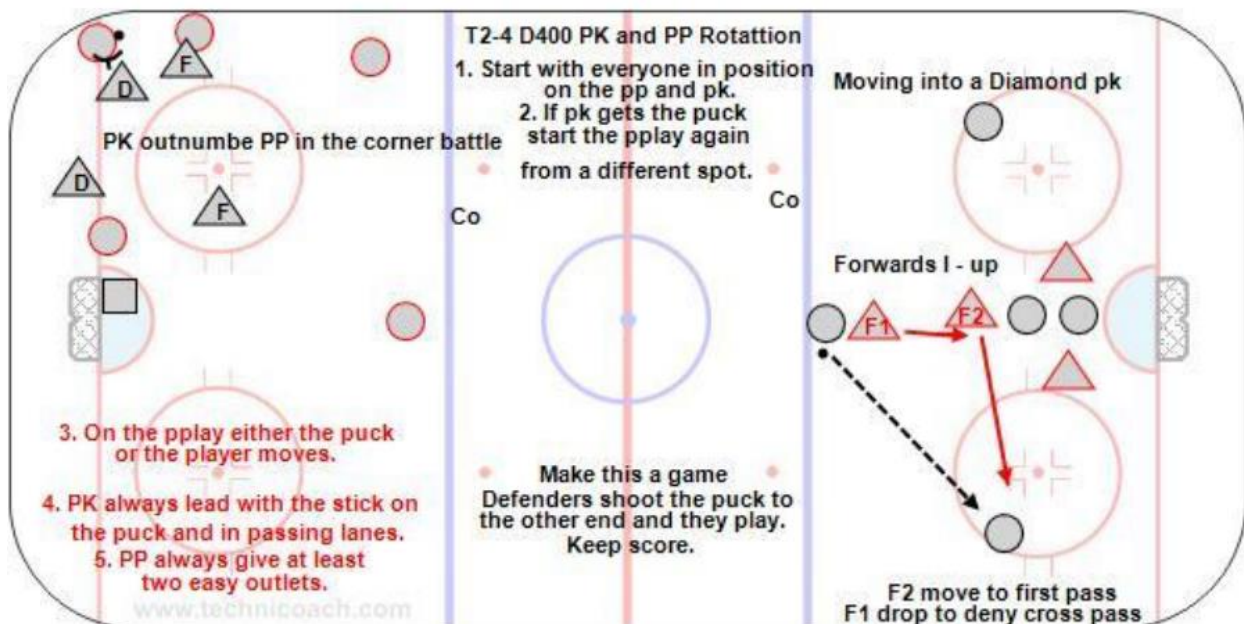 T2-4 D400 PK and PP Rotattion
1. Start with everyone in position
on the pp and pk.
2. If pk gets the puck
start the pplay again
from a different spot.
F
D
PK outnumbe PP in the corner battle
D
F
Co
Co
Moving into a Diamond pk
Forwards I - up
F1
F2
3. On the pplay either the puck
or the player moves.
4. PK always lead with the stick on
the puck and in passing lanes.
5. PP always give at least
two easy outlets.
www.technicoach.com
Make this a game
Defenders shoot the puck to
the other end and they play.
Keep score.
F2 move to first pass
F1 drop to deny cross pass